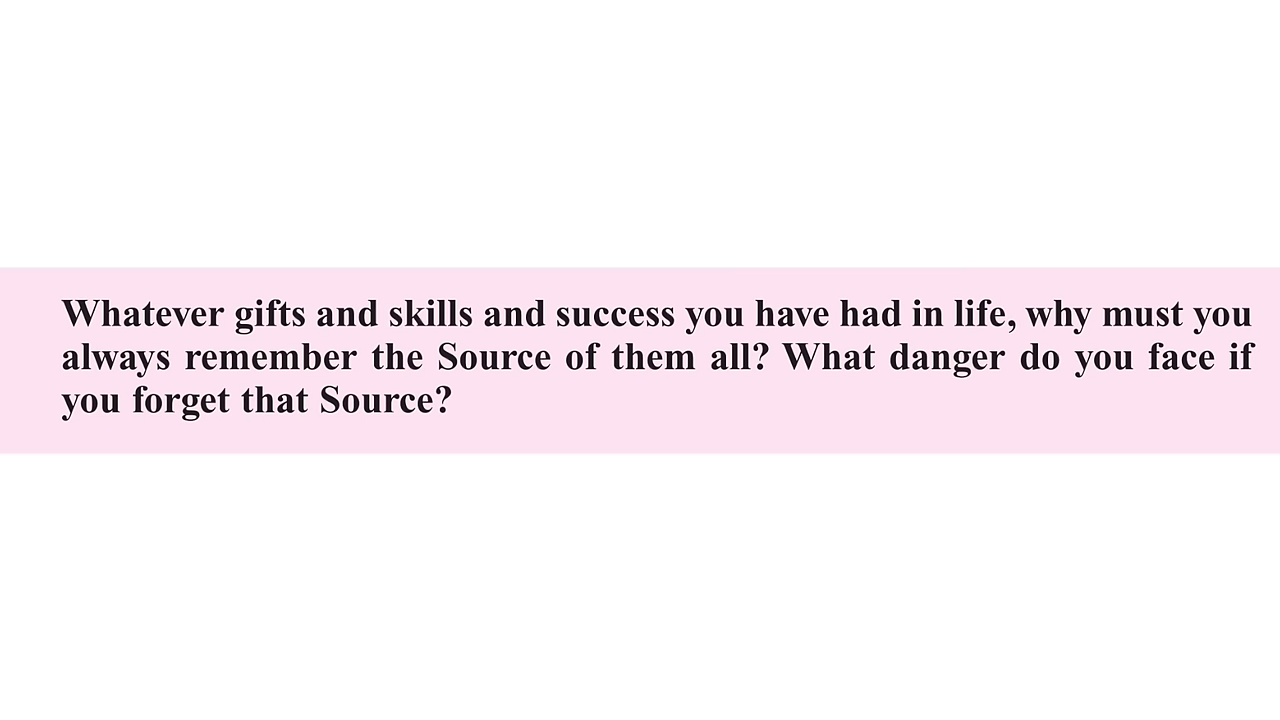 Whatever gifts and skills and success you have had in life, why must you
always remember the Source of them all? What danger do you face if
you forget that Source?